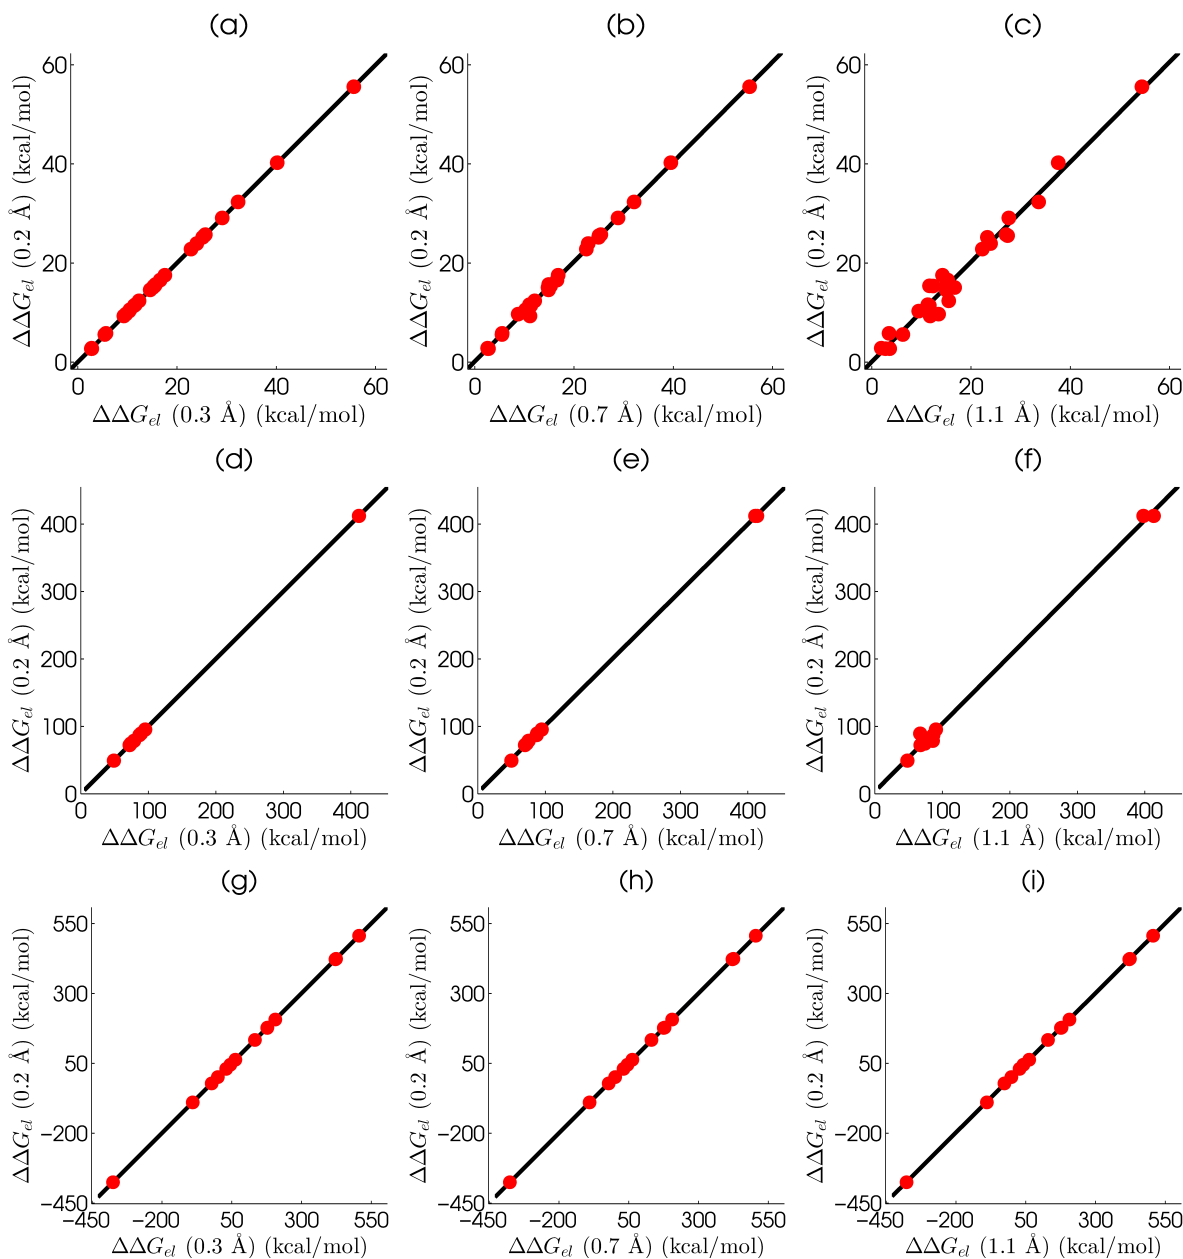 (a) (b) (c)
60 60 60
40 40 40
20 20 20
0 0 0
ΔΔG_el (0.2 Å) (kcal/mol) ΔΔG_el (0.2 Å) (kcal/mol) ΔΔG_el (0.2 Å) (kcal/mol)
0 20 40 60 0 20 40 60 0 20 40 60
ΔΔG_el (0.3 Å) (kcal/mol) ΔΔG_el (0.7 Å) (kcal/mol) ΔΔG_el (1.1 Å) (kcal/mol)
(d) (e) (f)
400 400 400
300 300 300
200 200 200
100 100 100
0 0 0
ΔΔG_el (0.2 Å) (kcal/mol) ΔΔG_el (0.2 Å) (kcal/mol) ΔΔG_el (0.2 Å) (kcal/mol)
0 100 200 300 400 0 100 200 300 400 0 100 200 300 400
ΔΔG_el (0.3 Å) (kcal/mol) ΔΔG_el (0.7 Å) (kcal/mol) ΔΔG_el (1.1 Å) (kcal/mol)
(g) (h) (i)
550 550 550
300 300 300
50 50 50
−200 −200 −200
−450 −450 −450
ΔΔG_el (0.2 Å) (kcal/mol) ΔΔG_el (0.2 Å) (kcal/mol) ΔΔG_el (0.2 Å) (kcal/mol)
−450 −200 50 300 550 −450 −200 50 300 550 −450 −200 50 300 550
ΔΔG_el (0.3 Å) (kcal/mol) ΔΔG_el (0.7 Å) (kcal/mol) ΔΔG_el (1.1 Å) (kcal/mol)